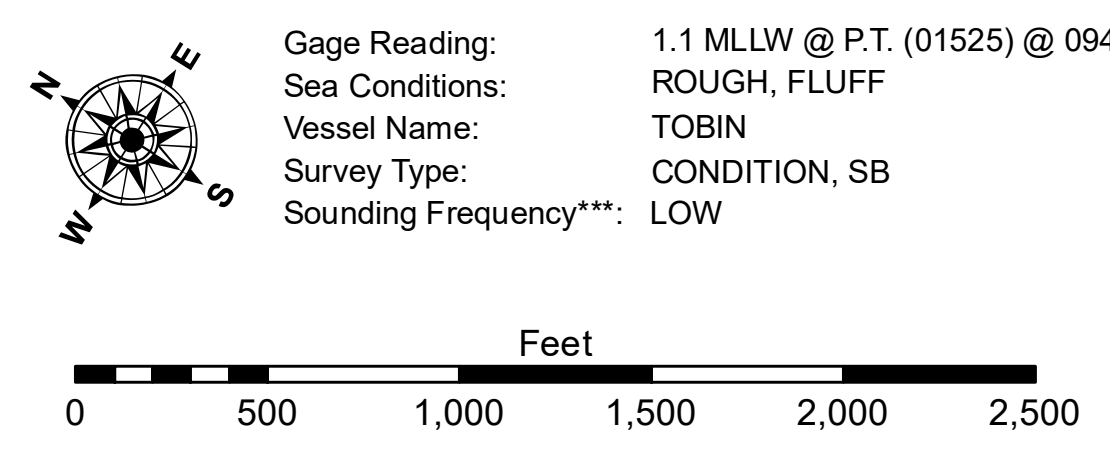 N
E
S
W
Gage Reading: 1.1 MLLW @ P.T. (01525) @ 094
Sea Conditions: ROUGH, FLUFF
Vessel Name: TOBIN
Survey Type: CONDITION, SB
Sounding Frequency***: LOW
Feet
0 500 1,000 1,500 2,000 2,500